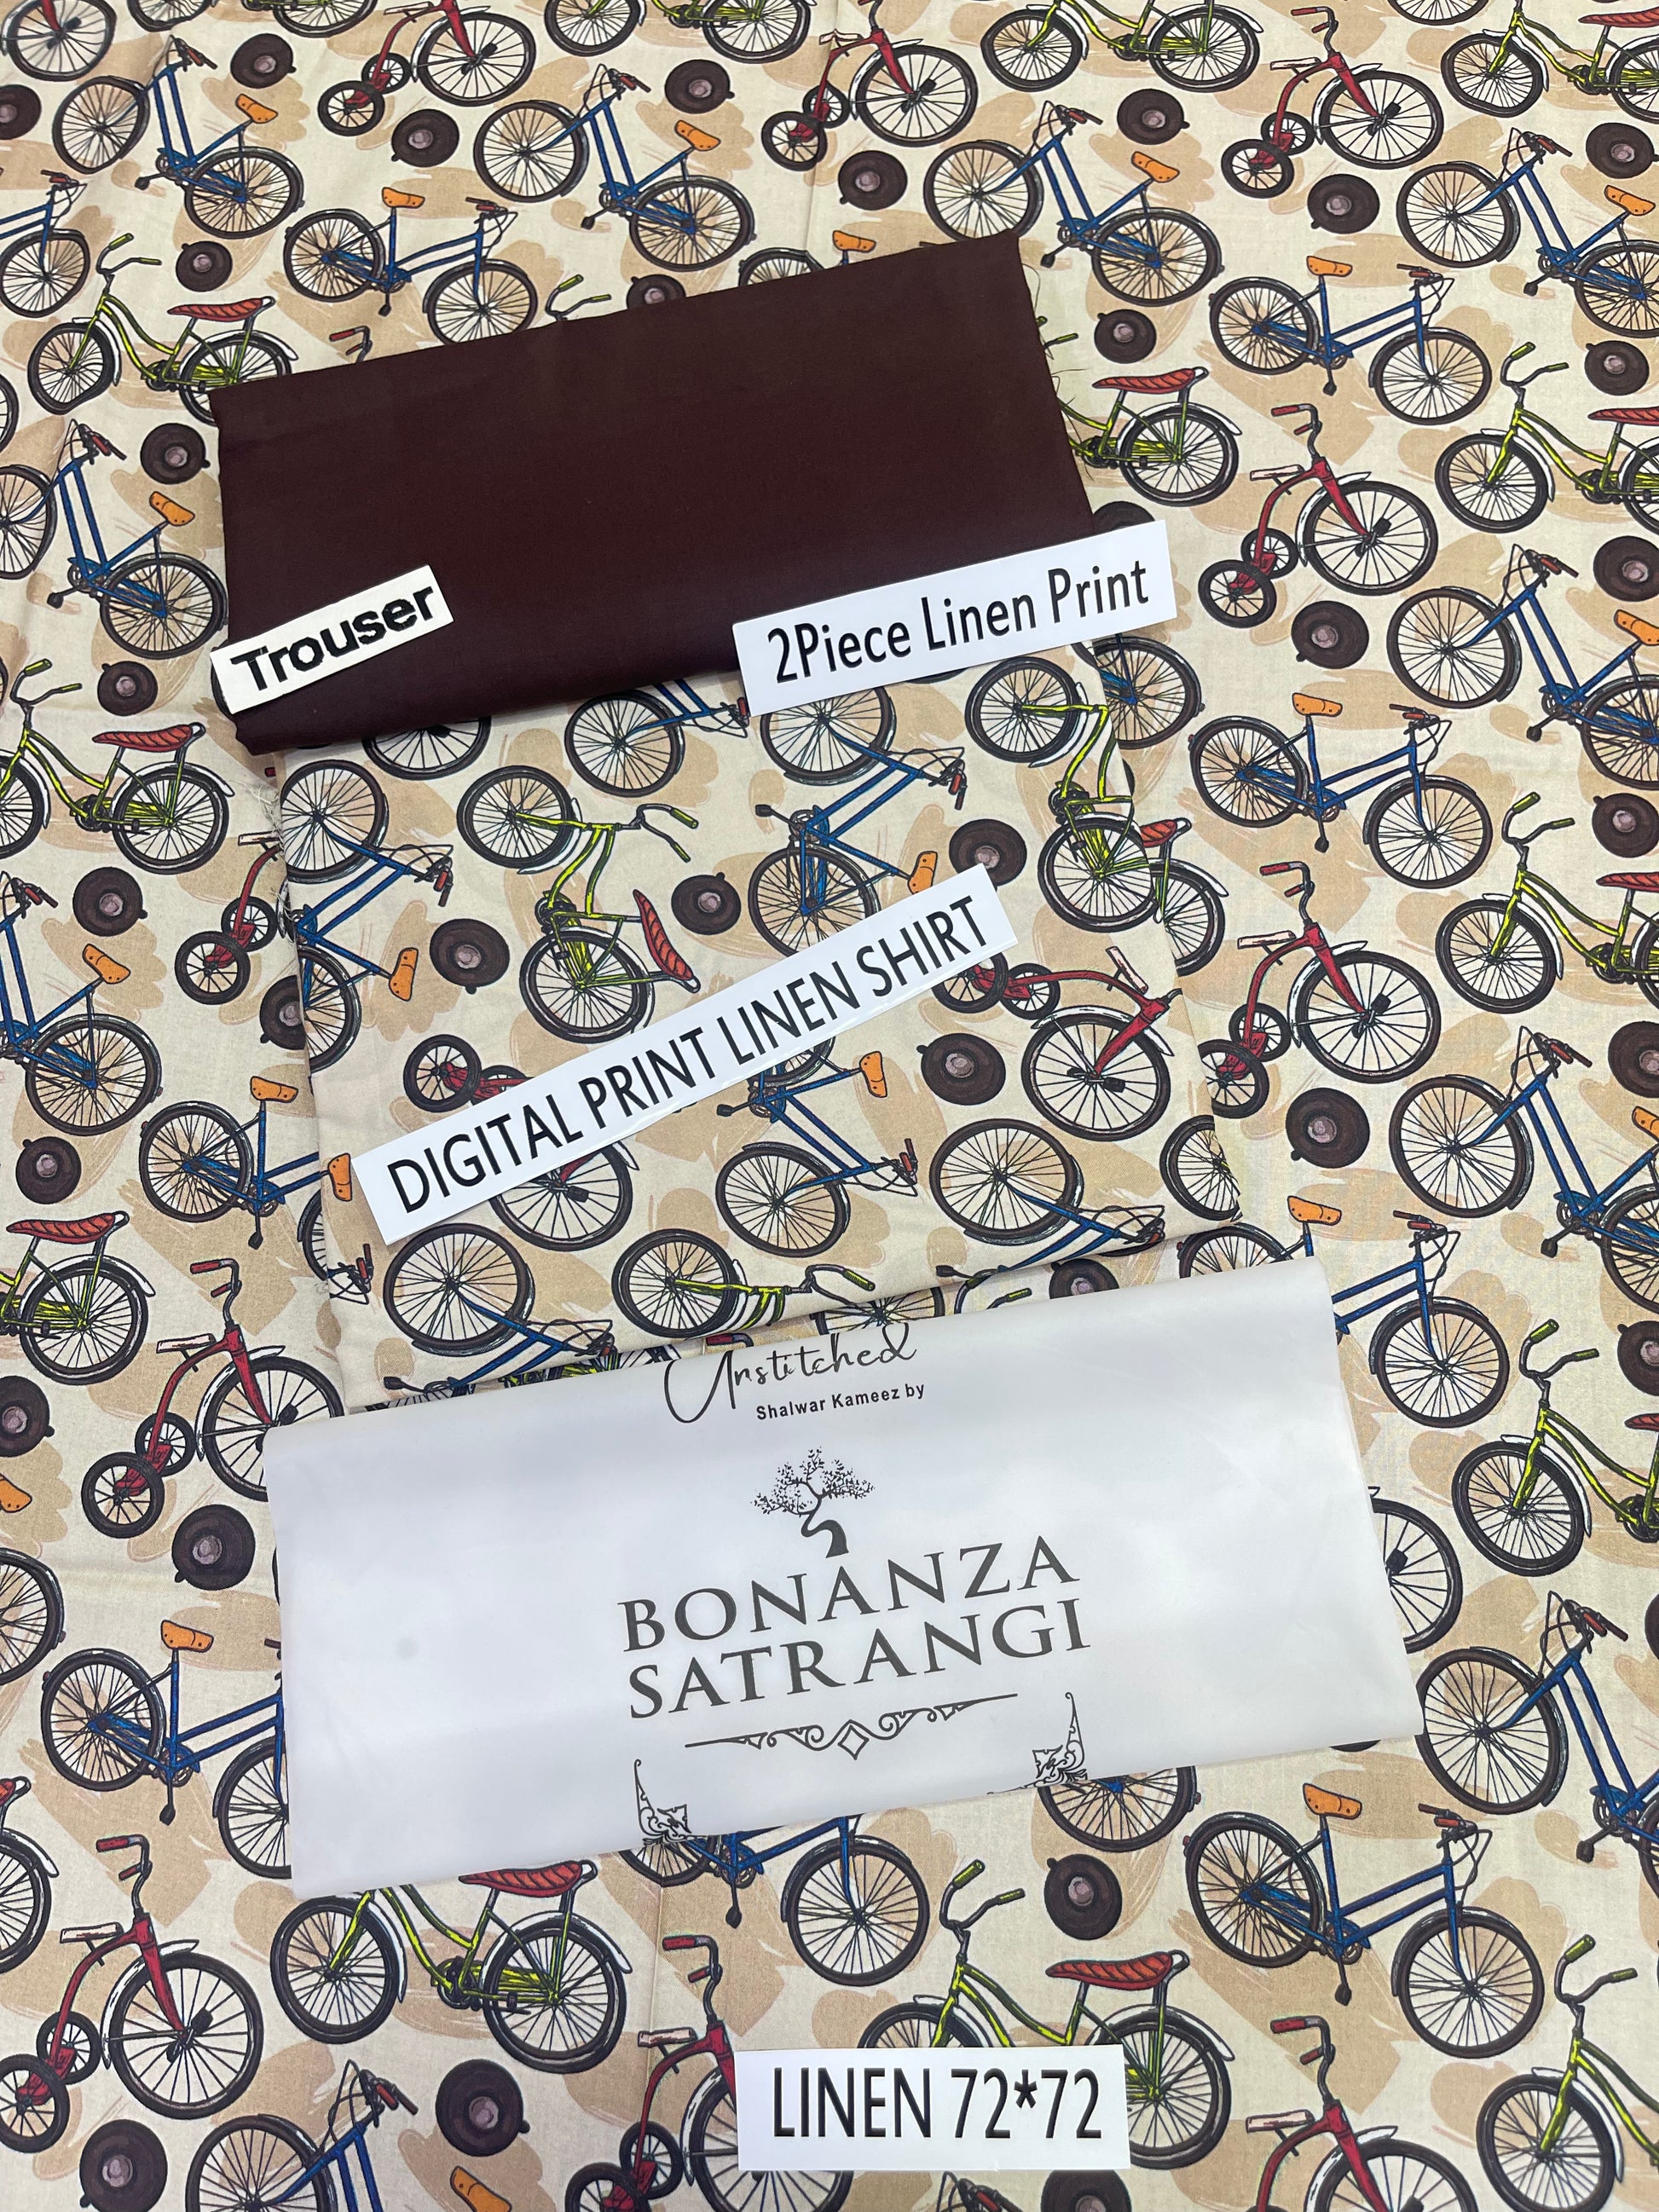 Trouser
2Piece Linen Print
DIGITAL PRINT LINEN SHIRT
Unstitched
Shalwar Kameez by
BONANZA
SATRANGI
LINEN 72*72